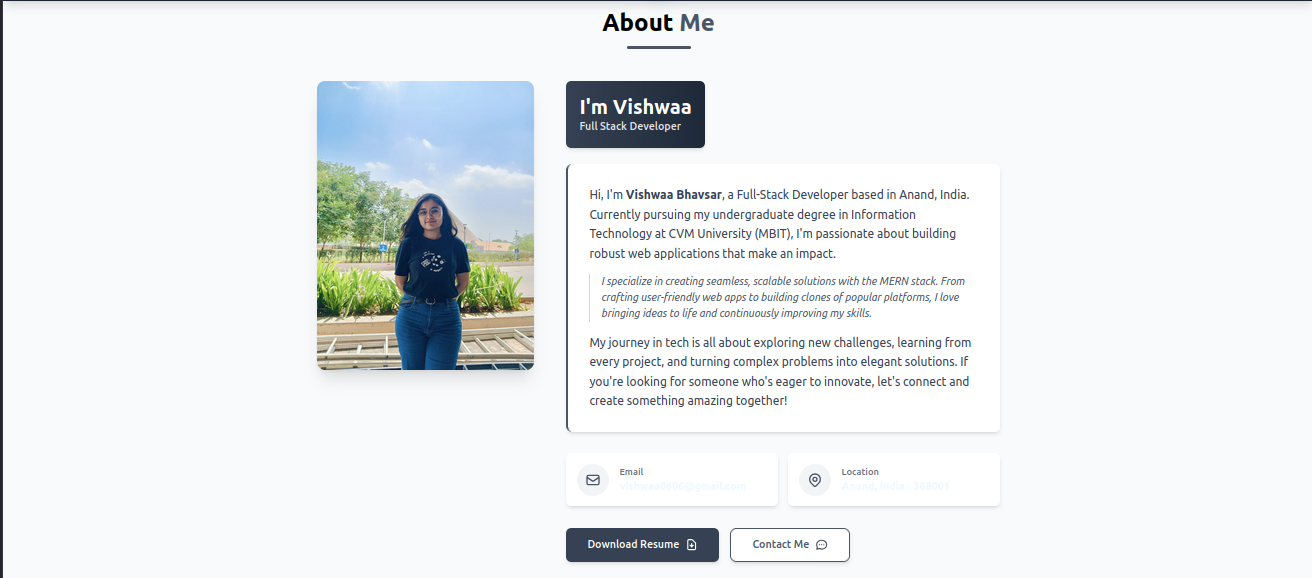 About Me
I'm Vishwaa
Full Stack Developer
Hi, I'm Vishwaa Bhavsar, a Full-Stack Developer based in Anand, India.
Currently pursuing my undergraduate degree in Information
Technology at CVM University (MBIT), I'm passionate about building
robust web applications that make an impact.
I specialize in creating seamless, scalable solutions with the MERN stack. From
crafting user-friendly web apps to building clones of popular platforms, I love
bringing ideas to life and continuously improving my skills.
My journey in tech is all about exploring new challenges, learning from
every project, and turning complex problems into elegant solutions. If
you're looking for someone who's eager to innovate, let's connect and
create something amazing together!
Email
Location
Anand, India -
Download Resume
Contact Me